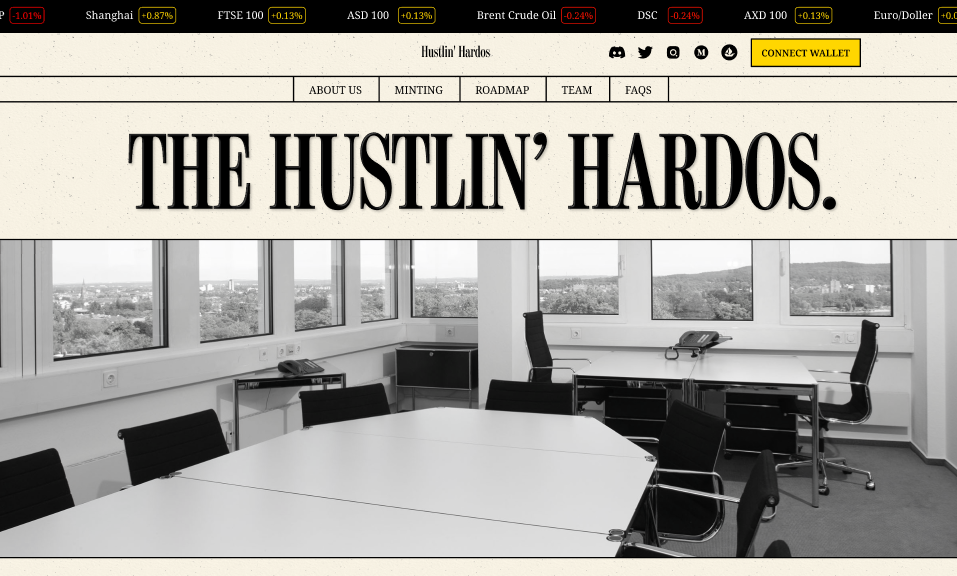 -1.01% Shanghai +0.87% FTSE 100 +0.13% ASD 100 +0.13% Brent Crude Oil -0.24% DSC -0.24% AXD 100 +0.13% Euro/Doller
Hustlin' Hardos
M
CONNECT WALLET
ABOUT US MINTING ROADMAP TEAM FAQS
THE HUSTLIN’ HARDOS.